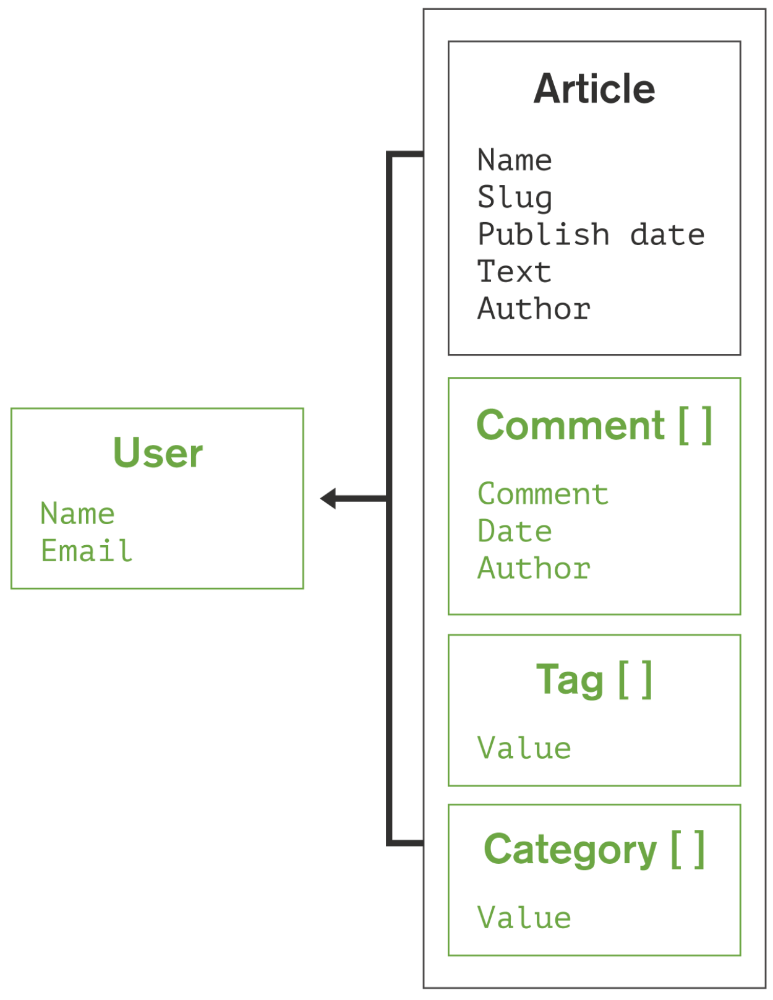 User
Name
Email
Article
Name
Slug
Publish date
Text
Author
Comment [ ]
Comment
Date
Author
Tag [ ]
Value
Category [ ]
Value